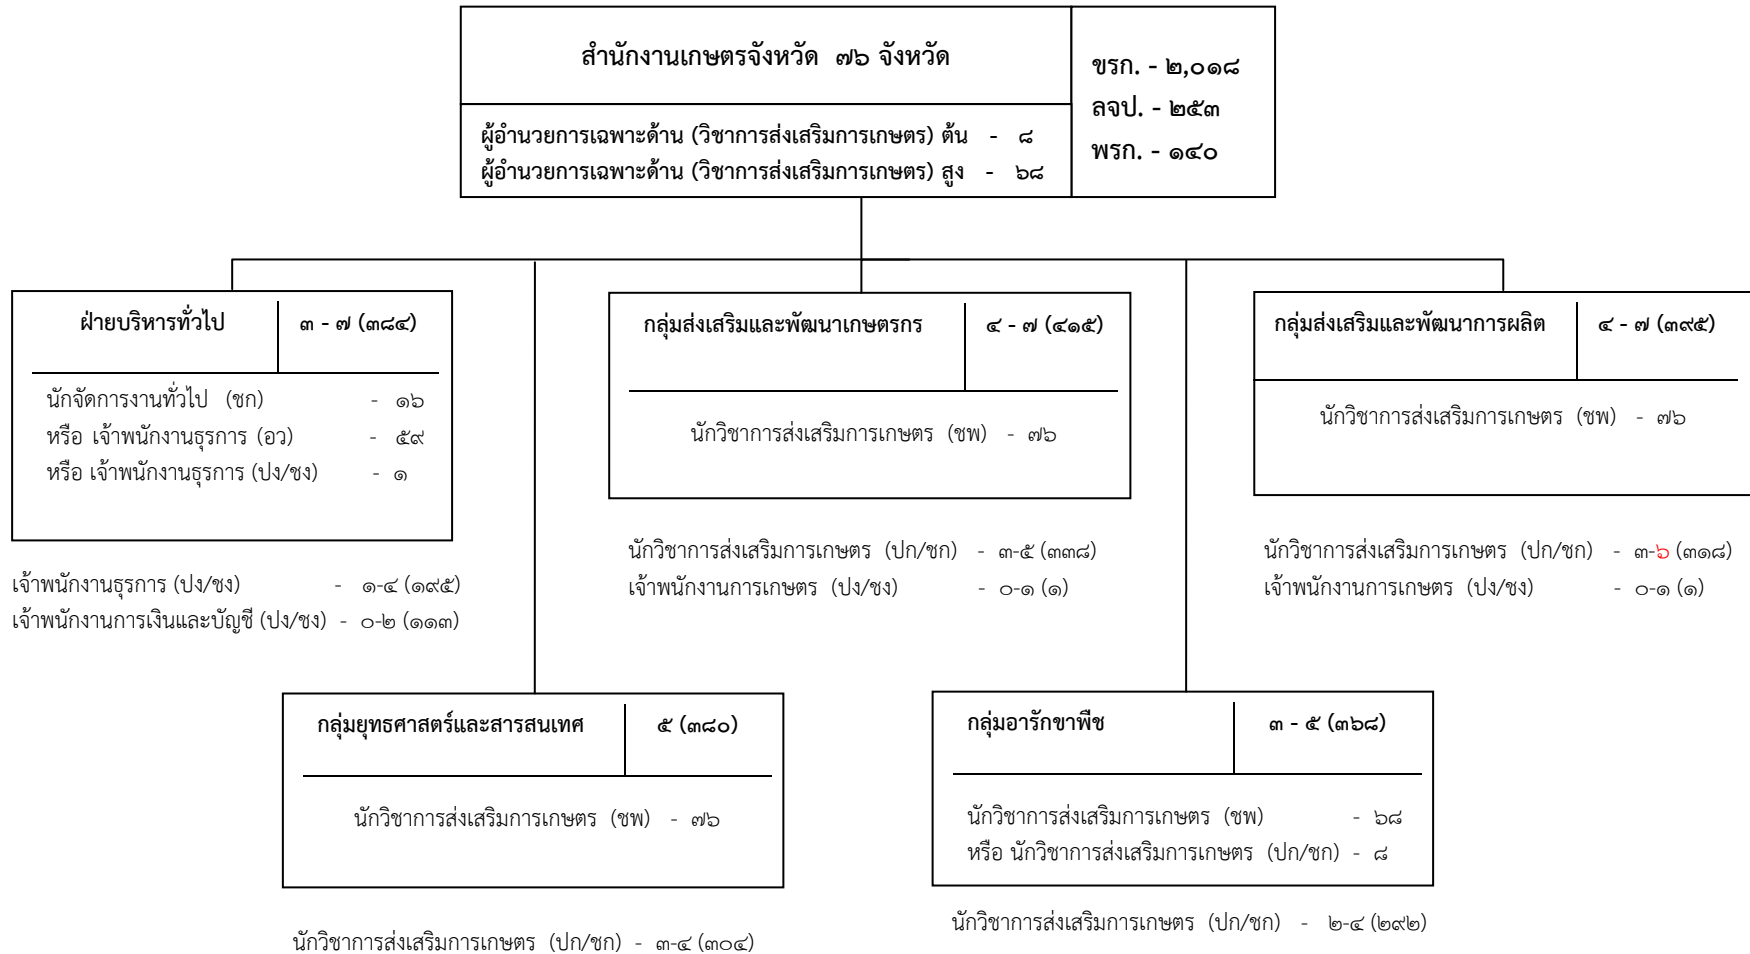 สำนักงานเกษตรจังหวัด ๗๖ จังหวัด
ผู้อำนวยการเฉพาะด้าน (วิชาการส่งเสริมการเกษตร) ต้น - ๘
ผู้อำนวยการเฉพาะด้าน (วิชาการส่งเสริมการเกษตร) สูง - ๖๘
ขรก. - ๒,๐๑๘
ลจป. - ๒๕๓
พรก. - ๑๔๐
ฝ่ายบริหารทั่วไป ๓ - ๗ (๓๘๔)
นักจัดการงานทั่วไป (ชก) - ๑๖
หรือ เจ้าพนักงานธุรการ (อว) - ๕๙
หรือ เจ้าพนักงานธุรการ (ปง/ชง) - ๑
เจ้าพนักงานธุรการ (ปง/ชง) - ๑-๔ (๑๙๕)
เจ้าพนักงานการเงินและบัญชี (ปง/ชง) - ๐-๒ (๑๑๓)
กลุ่มส่งเสริมและพัฒนาเกษตรกร ๔ - ๗ (๔๑๕)
นักวิชาการส่งเสริมการเกษตร (ชพ) - ๗๖
นักวิชาการส่งเสริมการเกษตร (ปก/ชก) - ๓-๕ (๓๓๘)
เจ้าพนักงานการเกษตร (ปง/ชง) - ๐-๑ (๑)
กลุ่มส่งเสริมและพัฒนาการผลิต ๔ - ๗ (๓๙๕)
นักวิชาการส่งเสริมการเกษตร (ชพ) - ๗๖
นักวิชาการส่งเสริมการเกษตร (ปก/ชก) - ๓-๖ (๓๑๘)
เจ้าพนักงานการเกษตร (ปง/ชง) - ๐-๑ (๑)
กลุ่มยุทธศาสตร์และสารสนเทศ ๕ (๓๘๐)
นักวิชาการส่งเสริมการเกษตร (ชพ) - ๗๖
นักวิชาการส่งเสริมการเกษตร (ปก/ชก) - ๓-๔ (๓๐๔)
กลุ่มอารักขาพืช ๓ - ๕ (๓๖๘)
นักวิชาการส่งเสริมการเกษตร (ชพ) - ๖๘
หรือ นักวิชาการส่งเสริมการเกษตร (ปก/ชก) - ๘
นักวิชาการส่งเสริมการเกษตร (ปก/ชก) - ๒-๔ (๒๙๒)